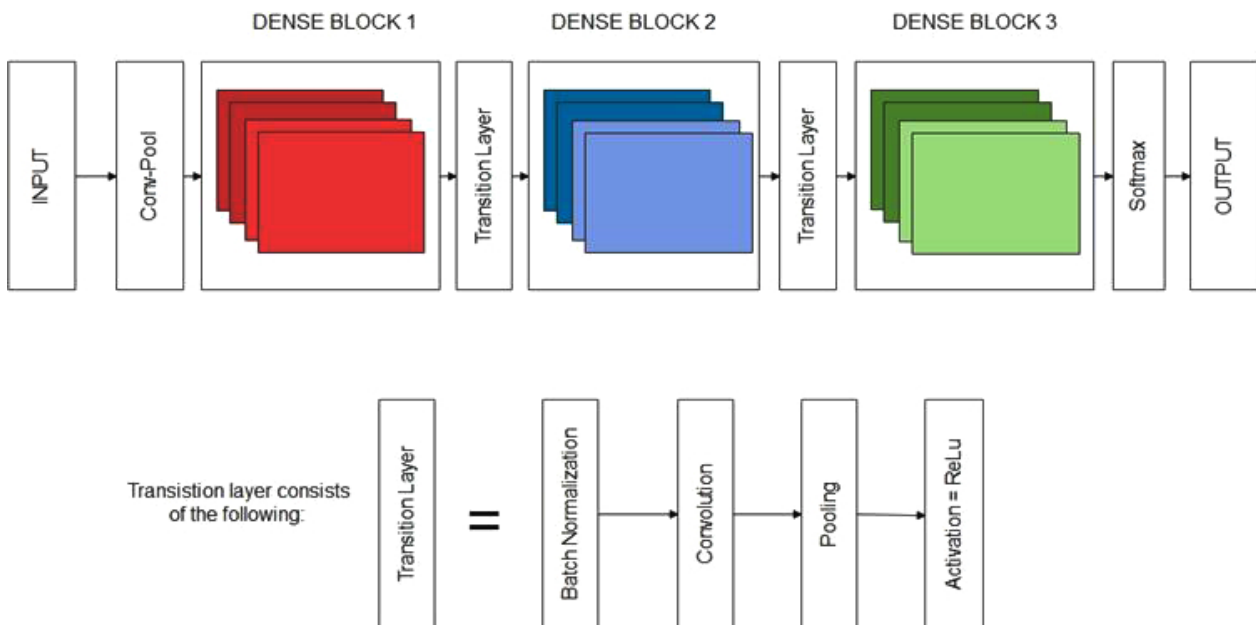 DENSE BLOCK 1
DENSE BLOCK 2
DENSE BLOCK 3
INPUT
Conv-Pool
Transition Layer
Transition Layer
Softmax
OUTPUT
Transistion layer consists
of the following:
Transition Layer
=
Batch Normalization
Convolution
Pooling
Activation = ReLu